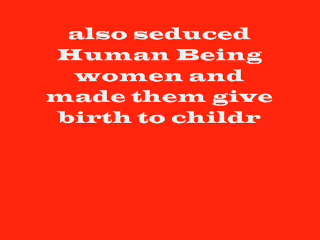 also seduced
Human Being
women and
made them give
birth to childr